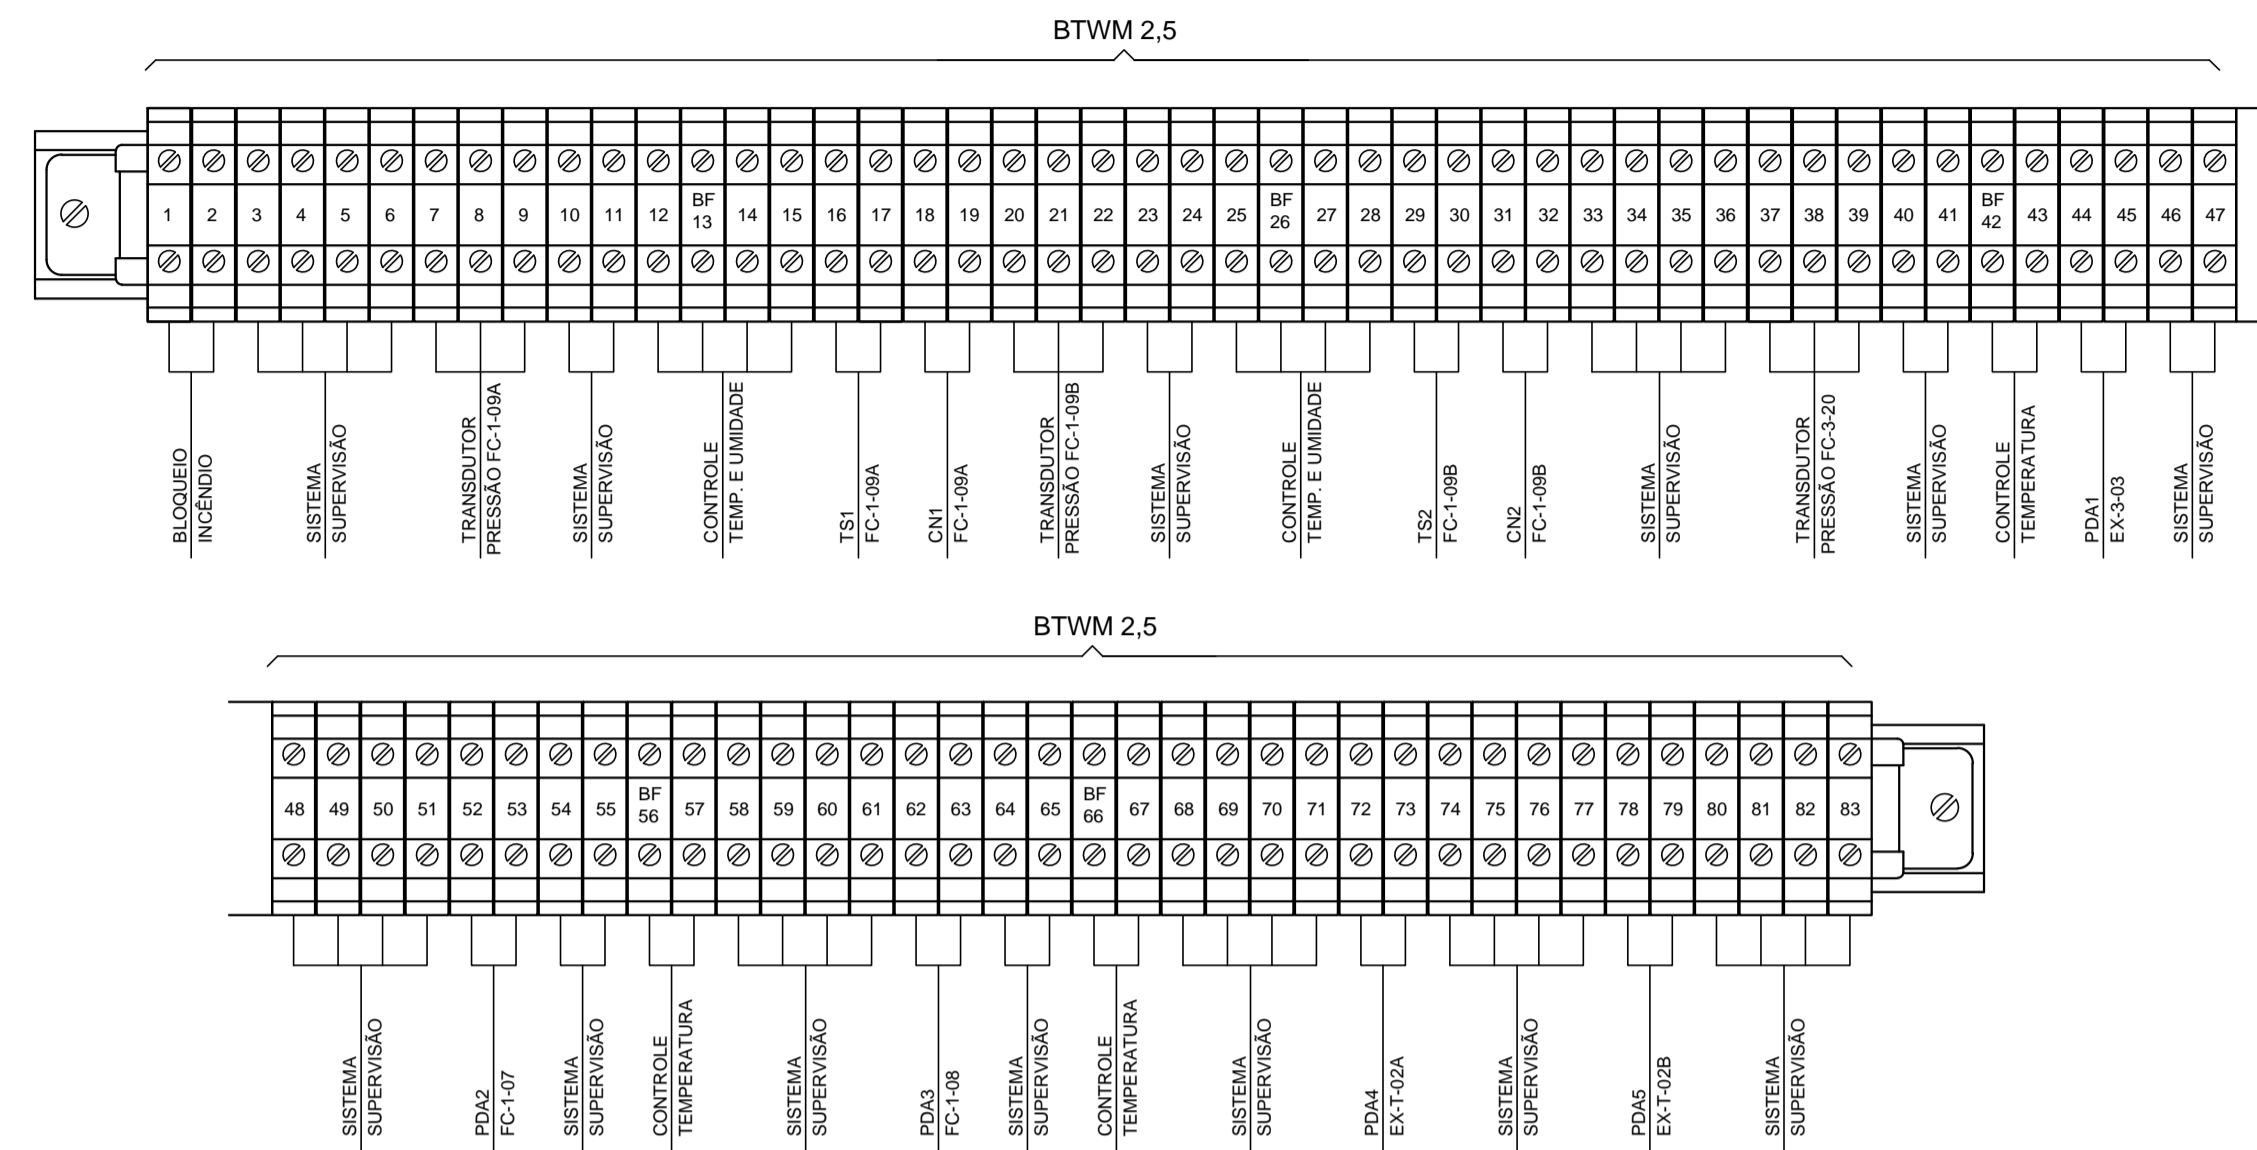 BTWM 2,5
1 2 3 4 5 6 7 8 9 10 11 12 BF 13 14 15 16 17 18 19 20 21 22 23 24 25 BF 26 27 28 29 30 31 32 33 34 35 36 37 38 39 40 41 BF 42 43 44 45 46 47
BLOQUEIO
INCÊNDIO
SISTEMA
SUPERVISÃO
TRANSDUTOR
PRESSÃO FC-1-09A
SISTEMA
SUPERVISÃO
CONTROLE
TEMP. E UMIDADE
TS1
FC-1-09A
CN1
FC-1-09A
TRANSDUTOR
PRESSÃO FC-1-09B
SISTEMA
SUPERVISÃO
CONTROLE
TEMP. E UMIDADE
TS2
FC-1-09B
CN2
FC-1-09B
SISTEMA
SUPERVISÃO
TRANSDUTOR
PRESSÃO FC-3-20
SISTEMA
SUPERVISÃO
CONTROLE
TEMPERATURA
PDA1
EX-3-03
SISTEMA
SUPERVISÃO
BTWM 2,5
48 49 50 51 52 53 54 55 BF 56 57 58 59 60 61 62 63 64 65 BF 66 67 68 69 70 71 72 73 74 75 76 77 78 79 80 81 82 83
SISTEMA
SUPERVISÃO
PDA2
FC-1-07
SISTEMA
SUPERVISÃO
CONTROLE
TEMPERATURA
SISTEMA
SUPERVISÃO
PDA3
FC-1-08
SISTEMA
SUPERVISÃO
CONTROLE
TEMPERATURA
SISTEMA
SUPERVISÃO
PDA4
EX-T-02A
SISTEMA
SUPERVISÃO
PDA5
EX-T-02B
SISTEMA
SUPERVISÃO